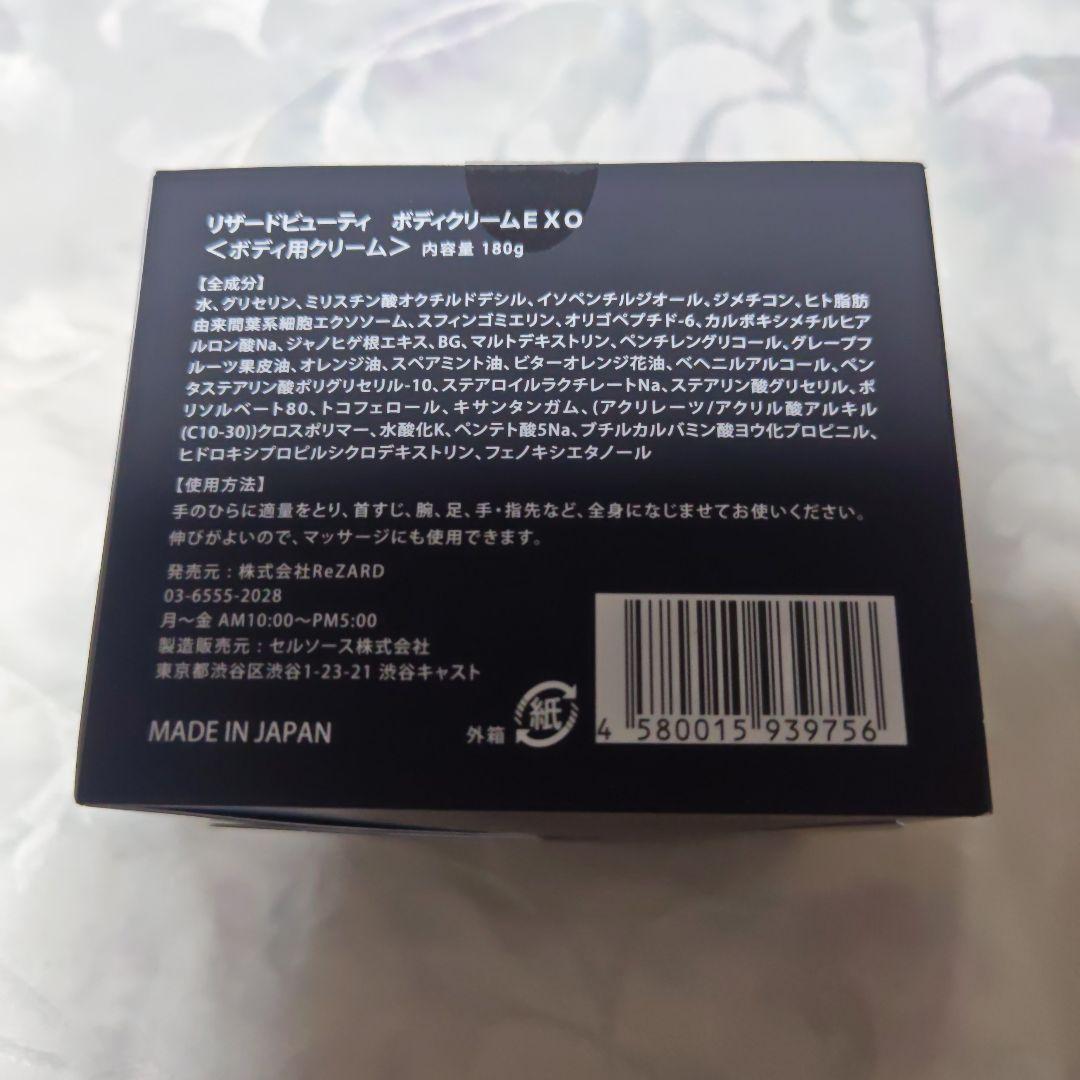 リザードビューティ　ボディクリームEXO
＜ボディ用クリーム＞ 内容量 180g
【全成分】
水、グリセリン、ミリスチン酸オクチルドデシル、イソペンチルジオール、ジメチコン、ヒト脂肪
由来間葉系細胞エクソソーム、スフィンゴミエリン、オリゴペプチド-6、カルボキシメチルヒア
ルロン酸Na、ジャノヒゲ根エキス、BG、マルトデキストリン、ペンチレングリコール、グレープフ
ルーツ果皮油、オレンジ油、スペアミント油、ビターオレンジ花油、ベヘニルアルコール、ペン
タステアリン酸ポリグリセリル-10、ステアロイルラクチレートNa、ステアリン酸グリセリル、ポ
リソルベート80、トコフェロール、キサンタンガム、(アクリレーツ/アクリル酸アルキル
(C10-30))クロスポリマー、水酸化K、ペンテト酸5Na、ブチルカルバミン酸ヨウ化プロピニル、
ヒドロキシプロピルシクロデキストリン、フェノキシエタノール
【使用方法】
手のひらに適量をとり、首すじ、腕、足、手・指先など、全身になじませてお使いください。
伸びがよいので、マッサージにも使用できます。
発売元：株式会社ReZARD
03-6555-2028
月～金 AM10:00～PM5:00
製造販売元：セルソース株式会社
東京都渋谷区渋谷1-23-21 渋谷キャスト
MADE IN JAPAN
外箱 紙
4 580015 939756